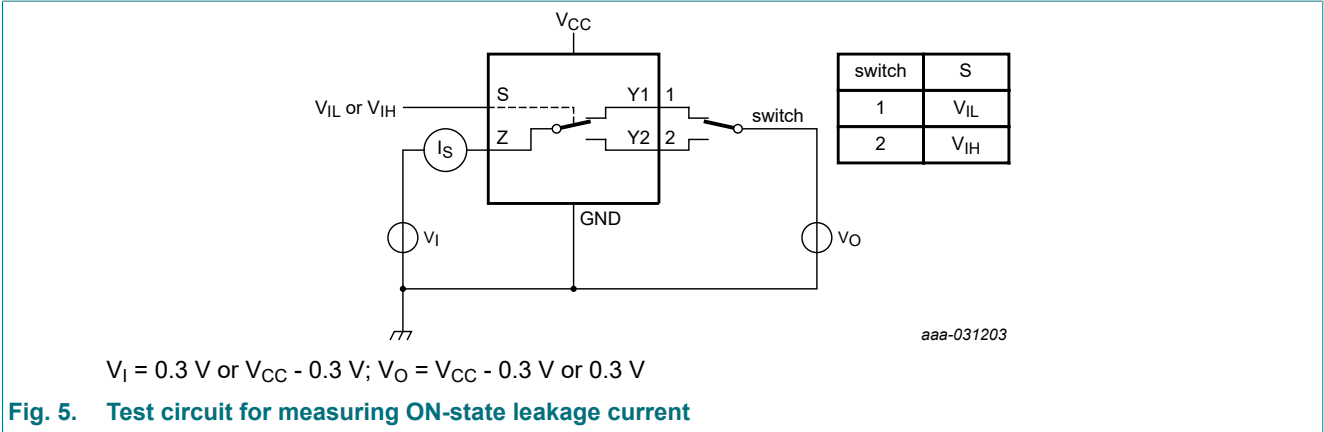 VCC
VIL or VIH
S
Z
Y1 1
Y2 2
switch
IS
GND
VI
VO
switch S
1 VIL
2 VIH
aaa-031203
VI = 0.3 V or VCC - 0.3 V; VO = VCC - 0.3 V or 0.3 V
Fig. 5. Test circuit for measuring ON-state leakage current